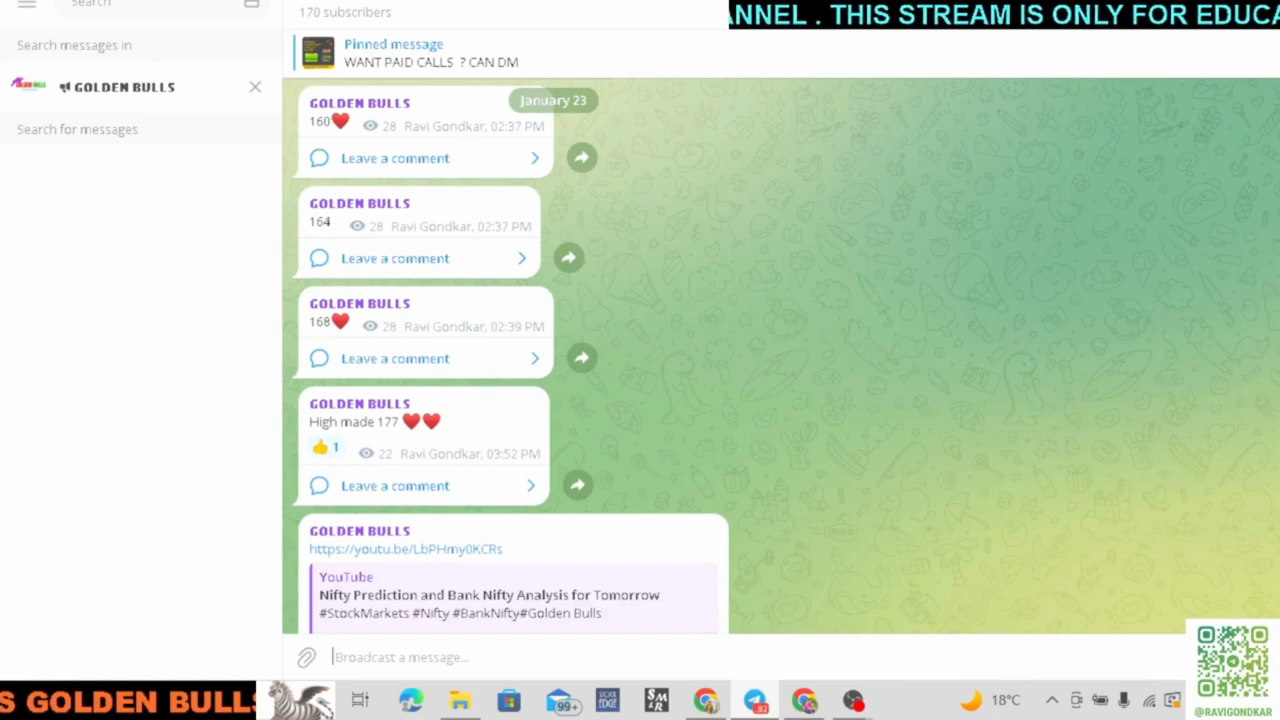 Search
170 subscribers
ANNEL . THIS STREAM IS ONLY FOR EDUCA
Search messages in
Pinned message
WANT PAID CALLS ? CAN DM
GOLDEN BULLS
Search for messages
January 23
GOLDEN BULLS
160❤️ 28 Ravi Gondkar, 02:37 PM
Leave a comment
GOLDEN BULLS
164 28 Ravi Gondkar, 02:37 PM
Leave a comment
GOLDEN BULLS
168❤️ 28 Ravi Gondkar, 02:39 PM
Leave a comment
GOLDEN BULLS
High made 177 ❤️❤️
👍 1 22 Ravi Gondkar, 03:52 PM
Leave a comment
GOLDEN BULLS
https://youtu.be/LbPHmy0KCRs
YouTube
Nifty Prediction and Bank Nifty Analysis for Tomorrow
#StockMarkets #Nifty #BankNifty#Golden Bulls
Broadcast a message...
S GOLDEN BULLS
99+
92
18°C
@RAVIGONDKAR